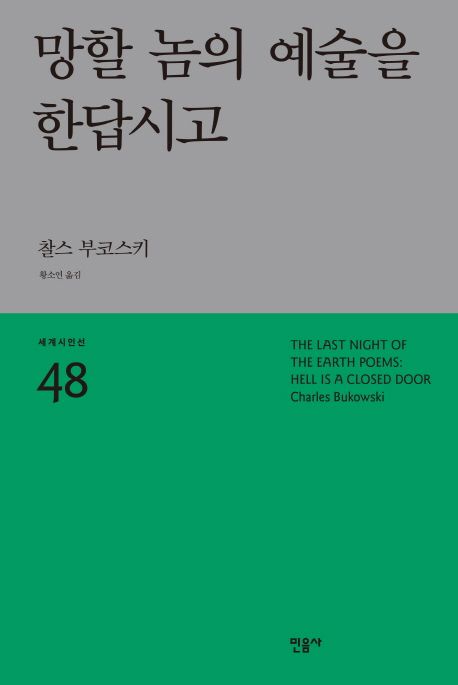 망할 놈의 예술을
한답시고
찰스 부코스키
황소연 옮김
세계시인선
48
THE LAST NIGHT OF
THE EARTH POEMS:
HELL IS A CLOSED DOOR
Charles Bukowski
민음사